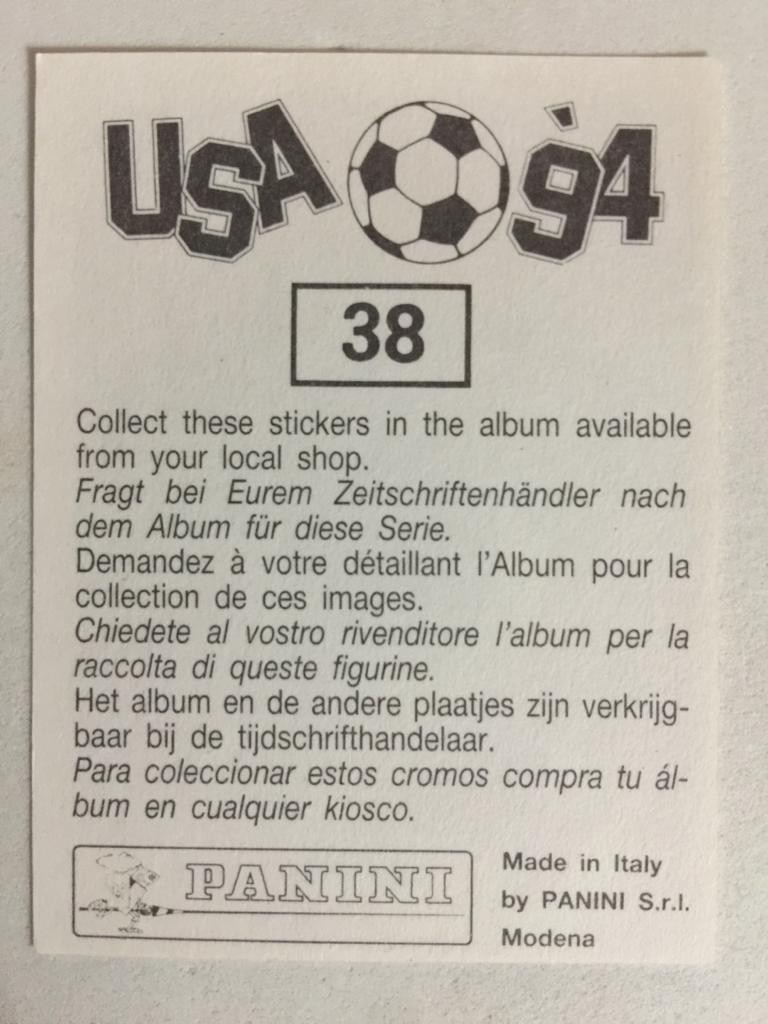 USA '94
38
Collect these stickers in the album available
from your local shop.
Fragt bei Eurem Zeitschriftenhändler nach
dem Album für diese Serie.
Demandez à votre détaillant l'Album pour la
collection de ces images.
Chiedete al vostro rivenditore l'album per la
raccolta di queste figurine.
Het album en de andere plaatjes zijn verkrijg-
baar bij de tijdschrifthandelaar.
Para coleccionar estos cromos compra tu ál-
bum en cualquier kiosco.
PANINI
Made in Italy
by PANINI S.r.l.
Modena